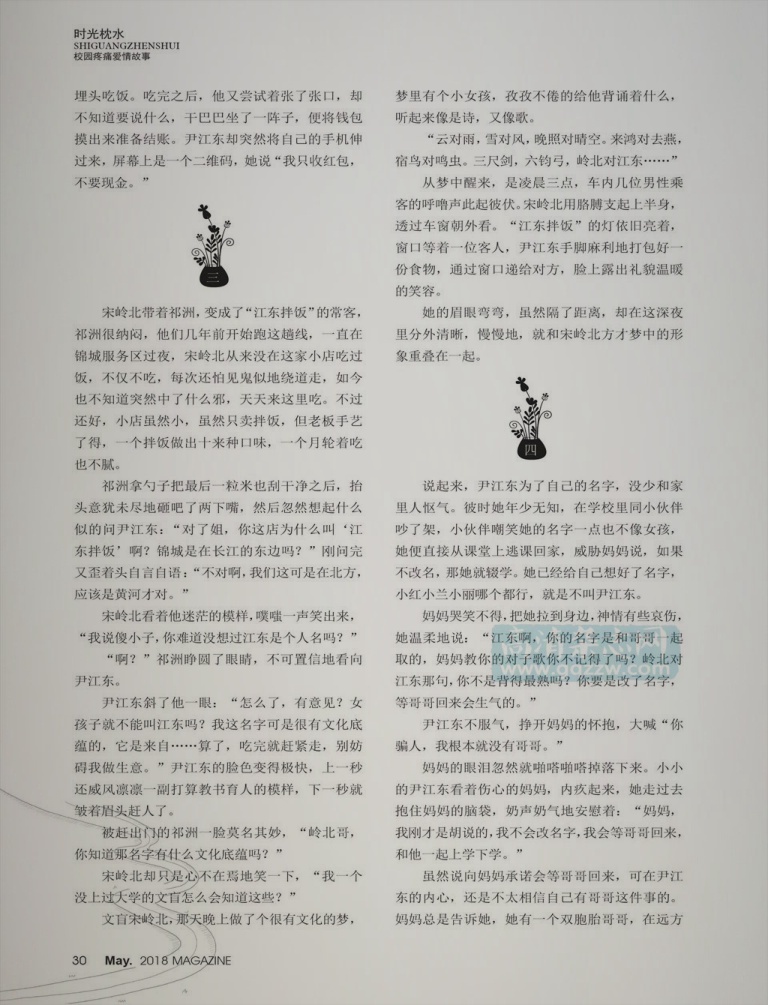 时光枕水
SHIGUANGZHENSHUI
校园疼痛爱情故事
埋头吃饭。吃完之后，他又尝试着张了张口，却
不知道要说什么，干巴巴坐了一阵子，便将钱包
摸出来准备结账。尹江东却突然将自己的手机伸
过来，屏幕上是一个二维码，她说“我只收红包，
不要现金。”
三
宋岭北带着祁洲，变成了“江东拌饭”的常客，
祁洲很纳闷，他们几年前开始跑这趟线，一直在
锦城服务区过夜，宋岭北从来没在这家小店吃过
饭，不仅不吃，每次还怕见鬼似地绕道走，如今
也不知道突然中了什么邪，天天来这里吃。不过
还好，小店虽然小，虽然只卖拌饭，但老板手艺
了得，一个拌饭做出十来种口味，一个月轮着吃
也不腻。
祁洲拿勺子把最后一粒米也刮干净之后，抬
头意犹未尽地砸吧了两下嘴，然后忽然想起什么
似的问尹江东：“对了姐，你这店为什么叫‘江
东拌饭’啊？锦城是在长江的东边吗？”刚问完
又歪着头自言自语：“不对啊，我们这可是在北方，
应该是黄河才对。”
宋岭北看着他迷茫的模样，噗嗤一声笑出来，
“我说傻小子，你难道没想过江东是个人名吗？”
“啊？”祁洲睁圆了眼睛，不可置信地看向
尹江东。
尹江东斜了他一眼：“怎么了，有意见？女
孩子就不能叫江东吗？我这名字可是很有文化底
蕴的，它是来自……算了，吃完就赶紧走，别妨
碍我做生意。”尹江东的脸色变得极快，上一秒
还威风凛凛一副打算教书育人的模样，下一秒就
皱着眉头赶人了。
被赶出门的祁洲一脸莫名其妙，“岭北哥，
你知道那名字有什么文化底蕴吗？”
宋岭北却只是心不在焉地笑一下，“我一个
没上过大学的文盲怎么会知道这些？”
文盲宋岭北，那天晚上做了个很有文化的梦，
梦里有个小女孩，孜孜不倦的给他背诵着什么，
听起来像是诗，又像歌。
“云对雨，雪对风，晚照对晴空。来鸿对去燕，
宿鸟对鸣虫。三尺剑，六钧弓，岭北对江东……”
从梦中醒来，是凌晨三点，车内几位男性乘
客的呼噜声此起彼伏。宋岭北用胳膊支起上半身，
透过车窗朝外看。“江东拌饭”的灯依旧亮着，
窗口等着一位客人，尹江东手脚麻利地打包好一
份食物，通过窗口递给对方，脸上露出礼貌温暖
的笑容。
她的眉眼弯弯，虽然隔了距离，却在这深夜
里分外清晰，慢慢地，就和宋岭北方才梦中的形
象重叠在一起。
四
说起来，尹江东为了自己的名字，没少和家
里人怄气。彼时她年少无知，在学校里同小伙伴
吵了架，小伙伴嘲笑她的名字一点也不像女孩，
她便直接从课堂上逃课回家，威胁妈妈说，如果
不改名，那她就辍学。她已经给自己想好了名字，
小红小兰小丽哪个都行，就是不叫尹江东。
妈妈哭笑不得，把她拉到身边，神情有些哀伤，
她温柔地说：“江东啊，你的名字是和哥哥一起
取的，妈妈教你的对子歌你不记得了吗？岭北对
江东那句，你不是背得最熟吗？你要是改了名字，
等哥哥回来会生气的。”
尹江东不服气，挣开妈妈的怀抱，大喊“你
骗人，我根本就没有哥哥。”
妈妈的眼泪忽然就啪嗒啪嗒掉落下来。小小
的尹江东看着伤心的妈妈，内疚起来，她走过去
抱住妈妈的脑袋，奶声奶气地安慰着：“妈妈，
我刚才是胡说的，我不会改名字，我会等哥哥回来，
和他一起上学下学。”
虽然说向妈妈承诺会等哥哥回来，可在尹江
东的内心，还是不太相信自己有哥哥这件事的。
妈妈总是告诉她，她有一个双胞胎哥哥，在远方
30 May. 2018 MAGAZINE